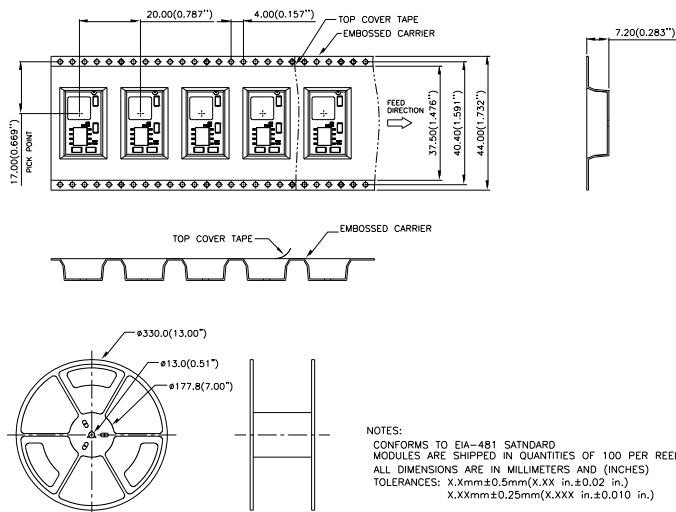 20.00(0.787")
4.00(0.157")
TOP COVER TAPE
EMBOSSED CARRIER
7.20(0.283")
17.00(0.669")
PICK POINT
FEED
DIRECTION
37.50(1.476")
40.40(1.591")
44.00(1.732")
TOP COVER TAPE
EMBOSSED CARRIER
ø330.0(13.00")
ø13.0(0.51")
ø177.8(7.00")
NOTES:
CONFORMS TO EIA-481 SATNDARD
MODULES ARE SHIPPED IN QUANTITIES OF 100 PER REEL
ALL DIMENSIONS ARE IN MILLIMETERS AND (INCHES)
TOLERANCES: X.Xmm±0.5mm(X.XX in.±0.02 in.)
X.XXmm±0.25mm(X.XXX in.±0.010 in.)